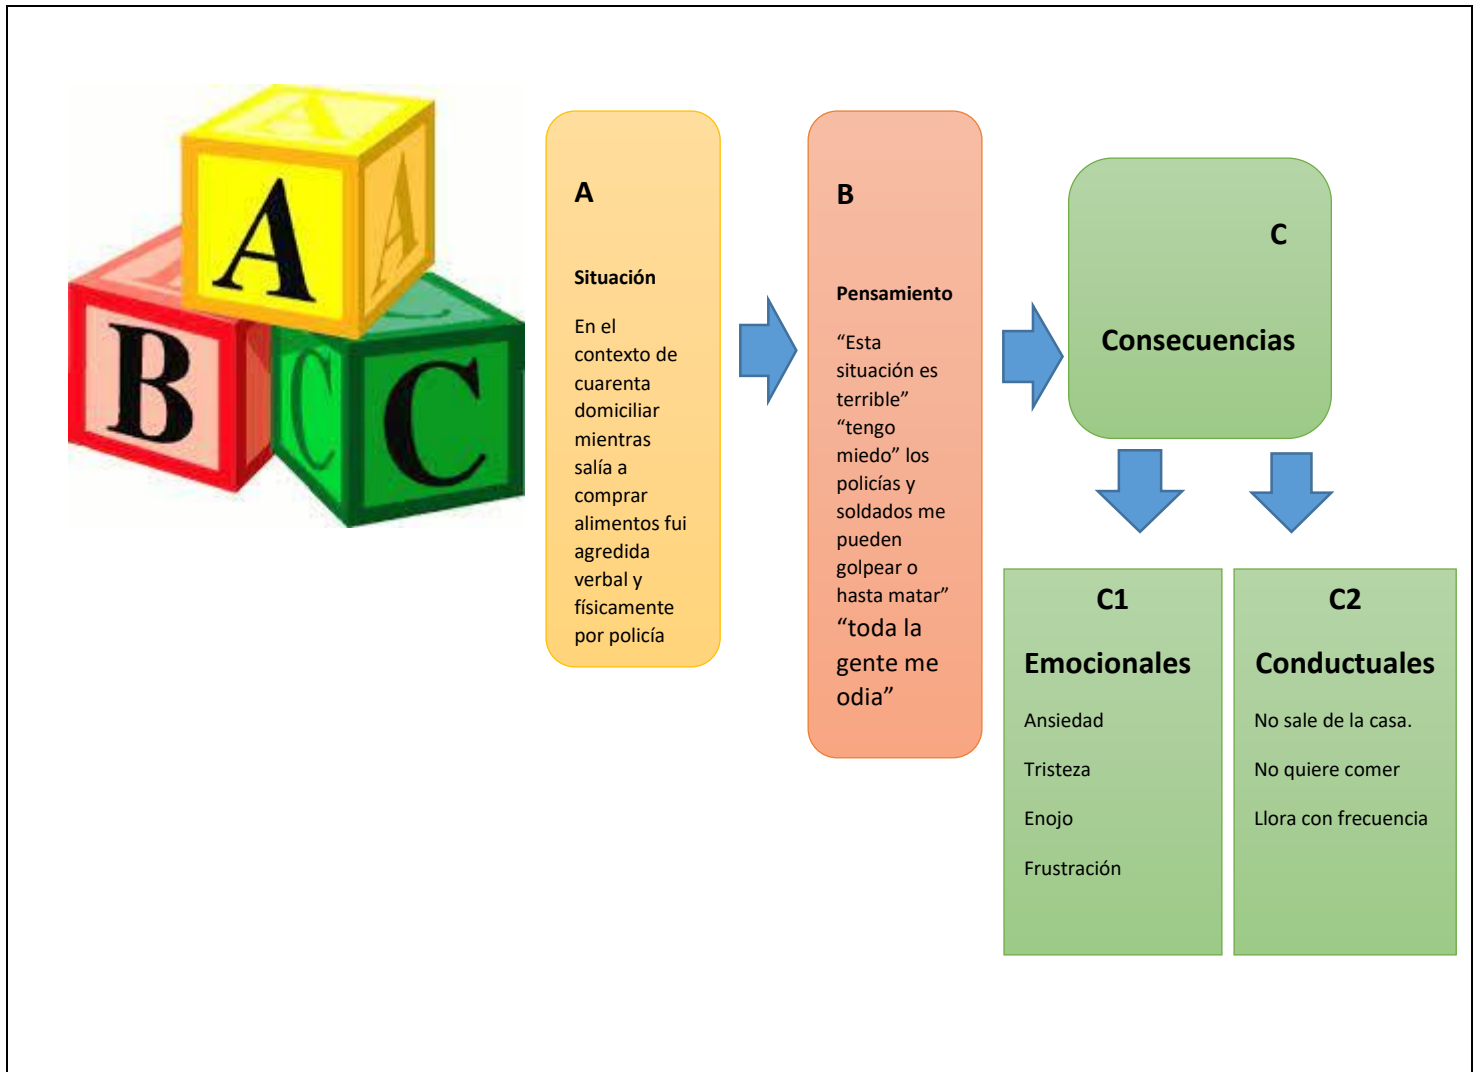 A
A
A
B
C
C
C
A
Situación
En el
contexto de
cuarenta
domiciliar
mientras
salía a
comprar
alimentos fui
agredida
verbal y
físicamente
por policía
B
Pensamiento
“Esta
situación es
terrible”
“tengo
miedo” los
policías y
soldados me
pueden
golpear o
hasta matar”
“toda la
gente me
odia”
C
Consecuencias
C1
Emocionales
Ansiedad
Tristeza
Enojo
Frustración
C2
Conductuales
No sale de la casa.
No quiere comer
Llora con frecuencia